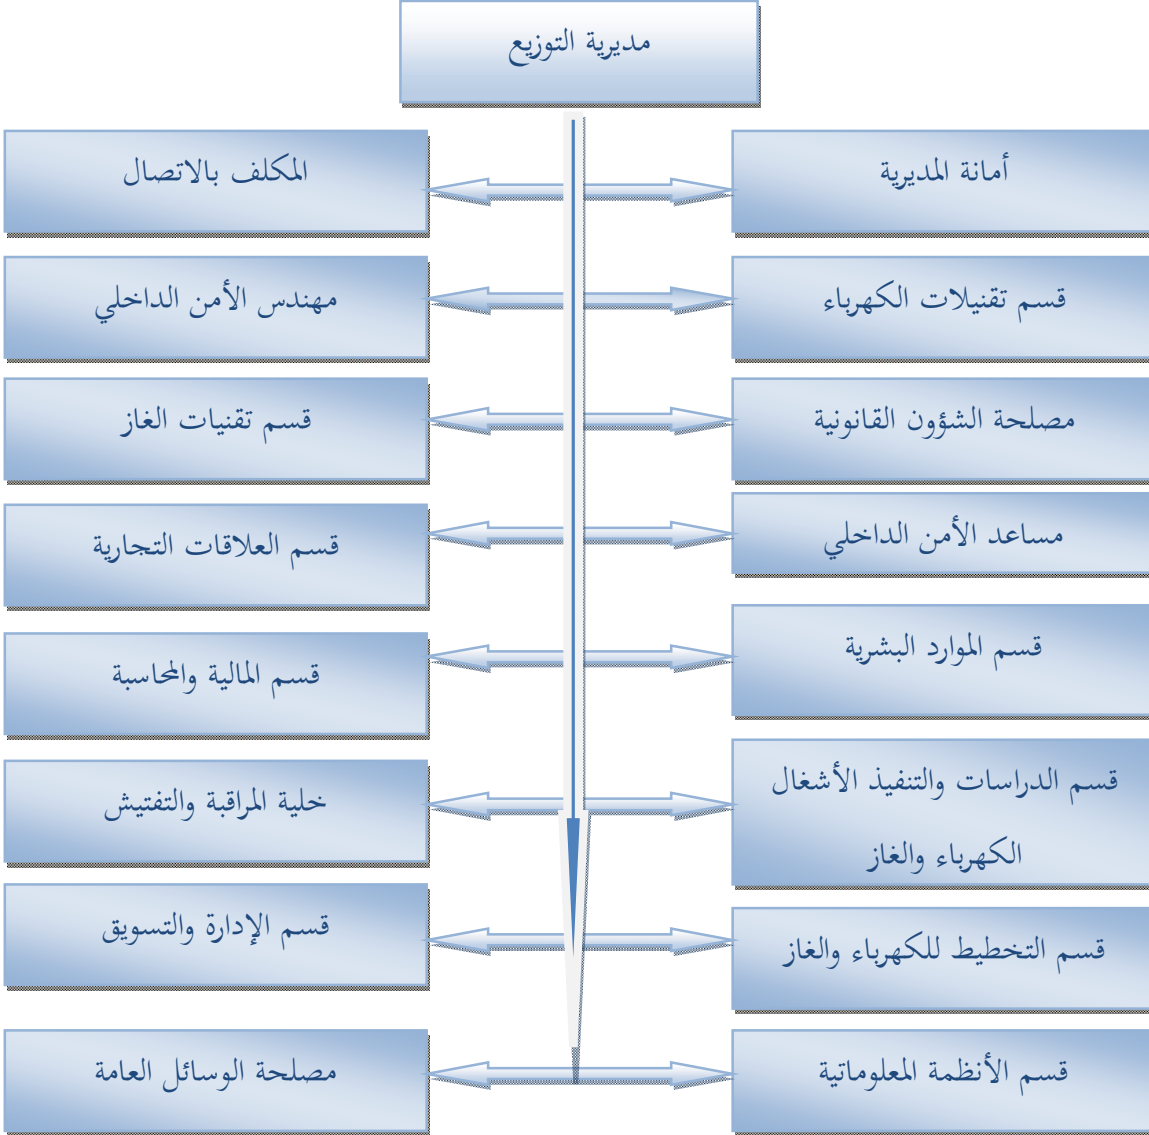 مديرية التوزيع
أمانة المديرية
المكلف بالاتصال
قسم تقنيلات الكهرباء
مهندس الأمن الداخلي
مصلحة الشؤون القانونية
قسم تقنيات الغاز
مساعد الأمن الداخلي
قسم العلاقات التجارية
قسم الموارد البشرية
قسم المالية والمحاسبة
قسم الدراسات والتنفيذ الأشغال
الكهرباء والغاز
خلية المراقبة والتفتيش
قسم التخطيط للكهرباء والغاز
قسم الإدارة والتسويق
قسم الأنظمة المعلوماتية
مصلحة الوسائل العامة